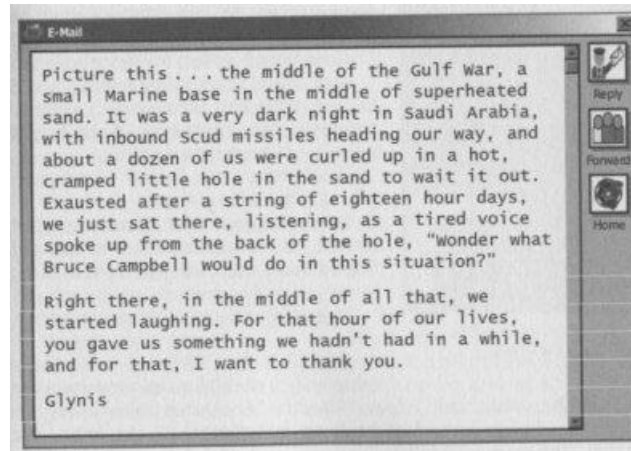 E-Mail
Picture this . . . the middle of the Gulf War, a
small Marine base in the middle of superheated
sand. It was a very dark night in Saudi Arabia,
with inbound Scud missiles heading our way, and
about a dozen of us were curled up in a hot,
cramped little hole in the sand to wait it out.
Exausted after a string of eighteen hour days,
we just sat there, listening, as a tired voice
spoke up from the back of the hole, "Wonder what
Bruce Campbell would do in this situation?"
Right there, in the middle of all that, we
started laughing. For that hour of our lives,
you gave us something we hadn't had in a while,
and for that, I want to thank you.
Glynis
Reply
Forward
Home